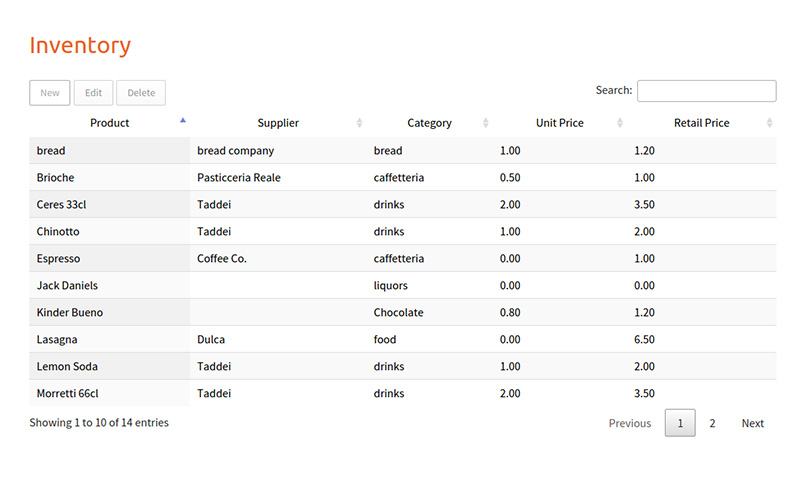 Inventory
New Edit Delete Search:
Product Supplier Category Unit Price Retail Price
bread bread company bread 1.00 1.20
Brioche Pasticceria Reale caffetteria 0.50 1.00
Ceres 33cl Taddei drinks 2.00 3.50
Chinotto Taddei drinks 1.00 2.00
Espresso Coffee Co. caffetteria 0.00 1.00
Jack Daniels liquors 0.00 0.00
Kinder Bueno Chocolate 0.80 1.20
Lasagna Dulca food 0.00 6.50
Lemon Soda Taddei drinks 1.00 2.00
Morretti 66cl Taddei drinks 2.00 3.50
Showing 1 to 10 of 14 entries Previous 1 2 Next